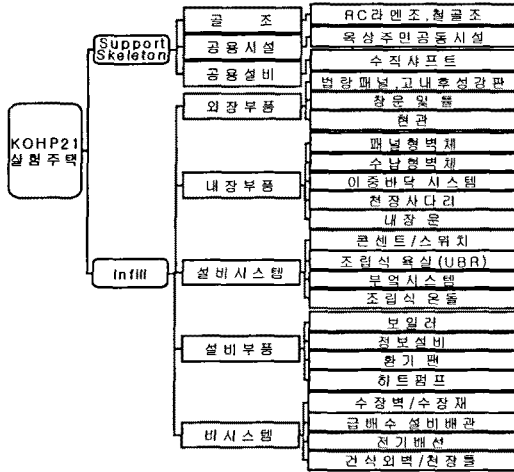 KOHP21
실험주택
Support
Skeleton
골 조
RC라멘조,철골조
공용시설
옥상주민공동시설
공용설비
수직샤프트
외장부품
법랑패널,고내후성강판
창문 및 틀
현관
내장부품
패널형벽체
수납형벽체
이중바닥 시스템
천장사다리
내장 문
Infill
설비시스템
콘센트/스위치
조립식 욕실(UBR)
부엌시스템
조립식 온돌
설비부품
보일러
정보설비
환기 팬
히트펌프
비시스템
수장벽/수장재
급배수 설비배관
전기배선
건식외벽/천장틀